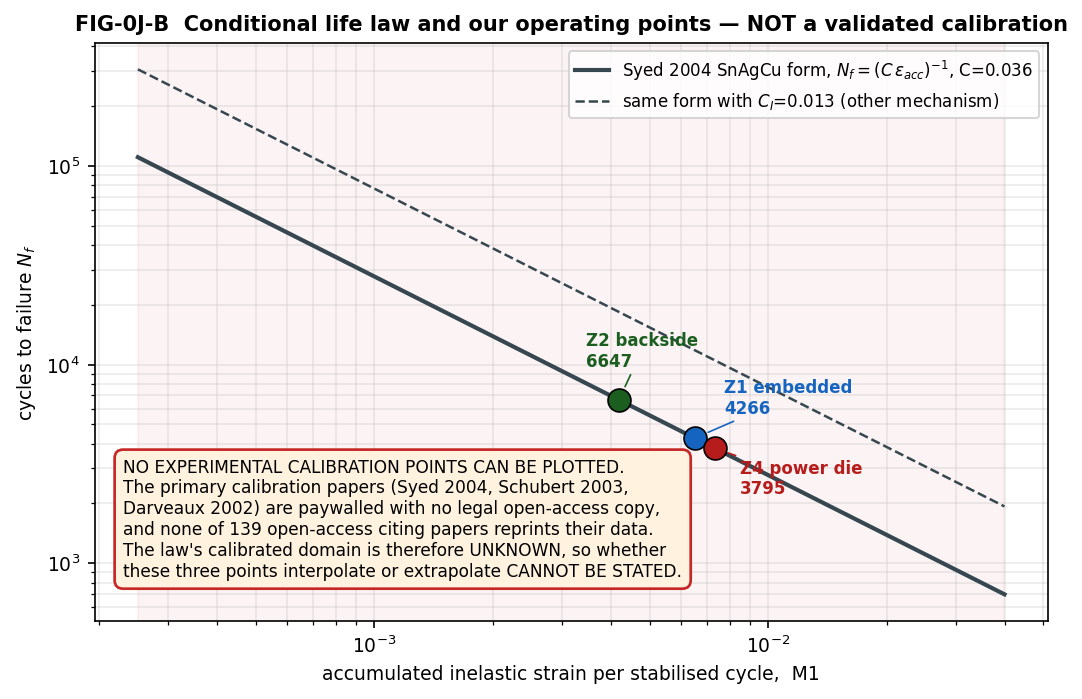 FIG-0J-B  Conditional life law and our operating points — NOT a validated calibration
Syed 2004 SnAgCu form, N_f = (C ε_acc)^−1, C=0.036
same form with C_I=0.013 (other mechanism)
cycles to failure N_f
10^5
10^4
10^3
Z2 backside
6647
Z1 embedded
4266
Z4 power die
3795
NO EXPERIMENTAL CALIBRATION POINTS CAN BE PLOTTED.
The primary calibration papers (Syed 2004, Schubert 2003,
Darveaux 2002) are paywalled with no legal open-access copy,
and none of 139 open-access citing papers reprints their data.
The law's calibrated domain is therefore UNKNOWN, so whether
these three points interpolate or extrapolate CANNOT BE STATED.
10^−3
10^−2
accumulated inelastic strain per stabilised cycle,  M1